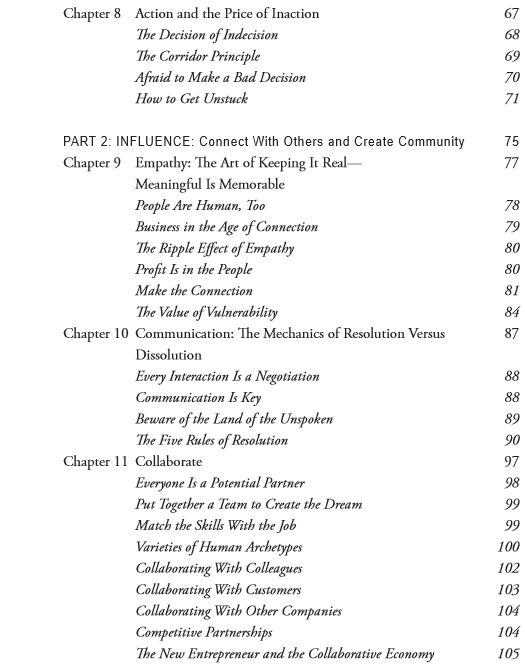 Chapter 8 Action and the Price of Inaction 67
The Decision of Indecision 68
The Corridor Principle 69
Afraid to Make a Bad Decision 70
How to Get Unstuck 71
PART 2: INFLUENCE: Connect With Others and Create Community 75
Chapter 9 Empathy: The Art of Keeping It Real— 77
Meaningful Is Memorable
People Are Human, Too 78
Business in the Age of Connection 79
The Ripple Effect of Empathy 80
Profit Is in the People 80
Make the Connection 81
The Value of Vulnerability 84
Chapter 10 Communication: The Mechanics of Resolution Versus 87
Dissolution
Every Interaction Is a Negotiation 88
Communication Is Key 88
Beware of the Land of the Unspoken 89
The Five Rules of Resolution 90
Chapter 11 Collaborate 97
Everyone Is a Potential Partner 98
Put Together a Team to Create the Dream 99
Match the Skills With the Job 99
Varieties of Human Archetypes 100
Collaborating With Colleagues 102
Collaborating With Customers 103
Collaborating With Other Companies 104
Competitive Partnerships 104
The New Entrepreneur and the Collaborative Economy 105